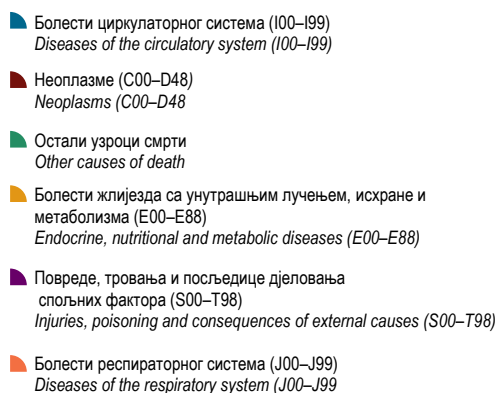 Болести циркулаторног система (I00–I99)
Diseases of the circulatory system (I00–I99)
Неоплазме (C00–D48)
Neoplasms (C00–D48
Остали узроци смрти
Other causes of death
Болести жлијезда са унутрашњим лучењем, исхране и
метаболизма (E00–E88)
Endocrine, nutritional and metabolic diseases (E00–E88)
Повреде, тровања и посљедице дјеловања
спољних фактора (S00–T98)
Injuries, poisoning and consequences of external causes (S00–T98)
Болести респираторног система (J00–J99)
Diseases of the respiratory system (J00–J99